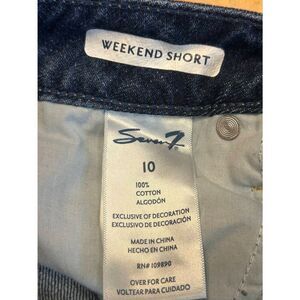 WEEKEND SHORT
Seven7
10
100%
COTTON
ALGODÓN
EXCLUSIVE OF DECORATION
EXCLUSIVO DE DECORACIÓN
MADE IN CHINA
HECHO EN CHINA
RN# 109890
OVER FOR CARE
VOLTEAR PARA CUIDADO